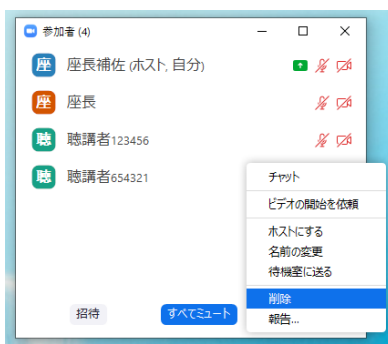 参加者 (4)
座 座長補佐 (ホスト, 自分)
座 座長
聴 聴講者123456
聴 聴講者654321
チャット
ビデオの開始を依頼
ホストにする
名前の変更
待機室に送る
削除
報告...
招待
すべてミュート